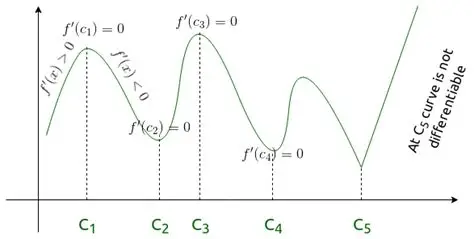 f′(c₁) = 0
f′(c₃) = 0
f′(x) > 0
f′(x) < 0
f′(c₂) = 0
f′(c₄) = 0
At C₅ curve is not
differentiable
C₁ C₂ C₃ C₄ C₅